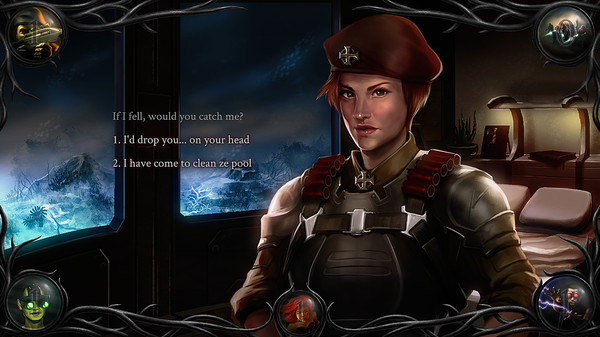 If I fell, would you catch me?
1. I'd drop you... on your head
2. I have come to clean ze pool